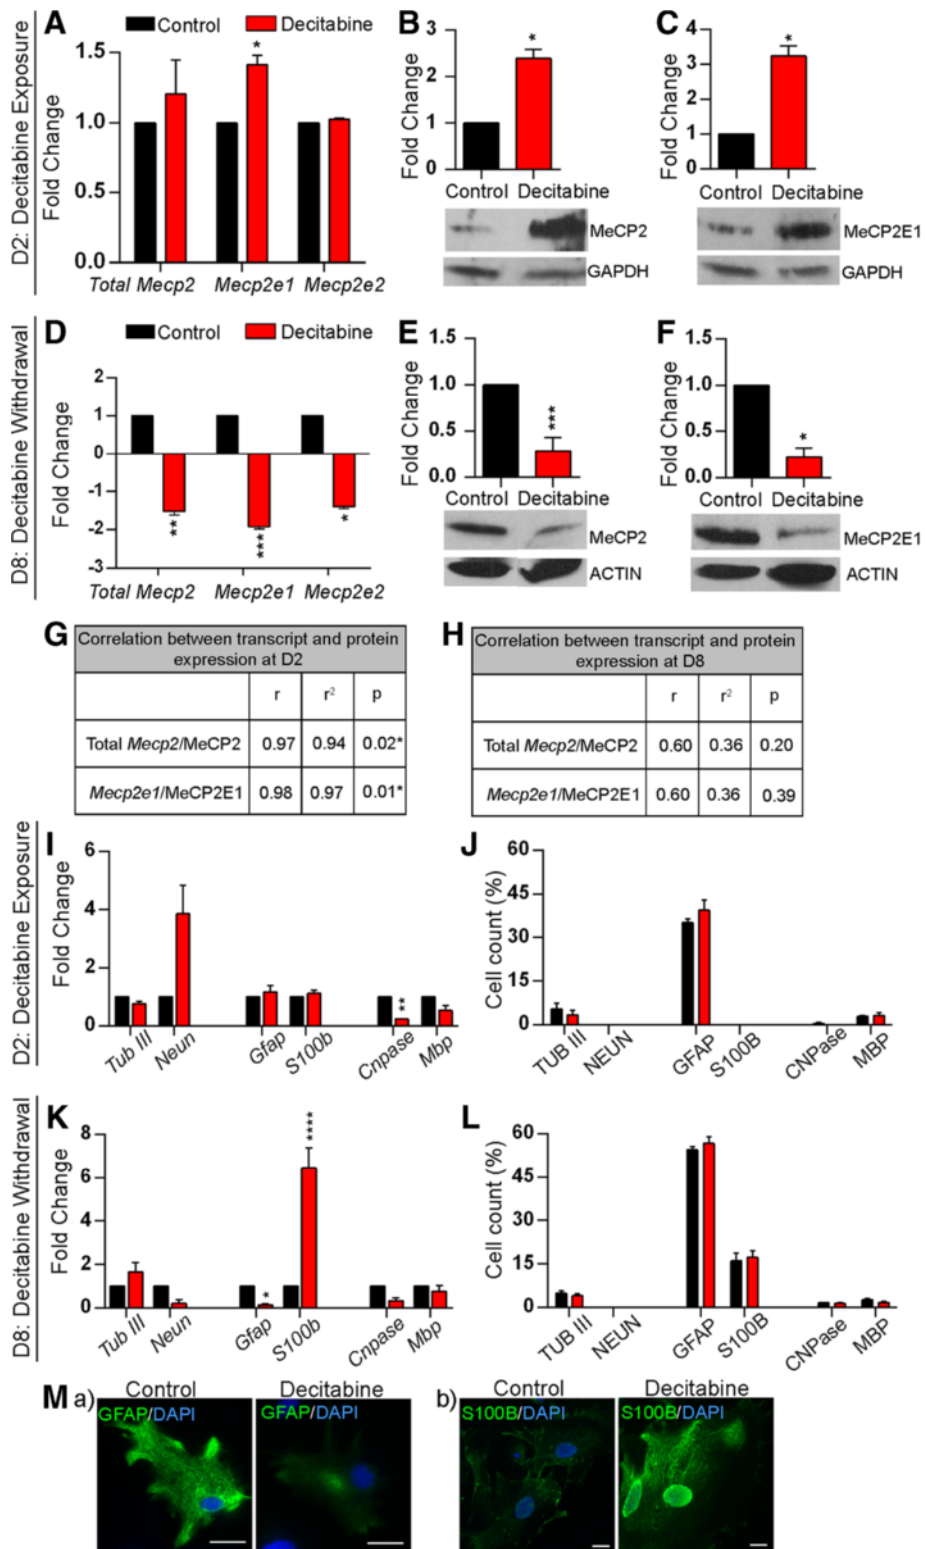 D2: Decitabine Exposure
A
Control
Decitabine
Fold Change
1.5
1.0
0.5
0.0
*
Total Mecp2
Mecp2e1
Mecp2e2
B
Fold Change
3
2
1
0
*
Control
Decitabine
MeCP2
GAPDH
C
Fold Change
4
3
2
1
0
*
Control
Decitabine
MeCP2E1
GAPDH
D8: Decitabine Withdrawal
D
Control
Decitabine
Fold Change
2
1
0
-1
-2
-3
**
***
*
Total Mecp2
Mecp2e1
Mecp2e2
E
Fold Change
1.5
1.0
0.5
0.0
***
Control
Decitabine
MeCP2
ACTIN
F
Fold Change
1.5
1.0
0.5
0.0
*
Control
Decitabine
MeCP2E1
ACTIN
G
Correlation between transcript and protein
expression at D2
r r² p
Total Mecp2/MeCP2 0.97 0.94 0.02*
Mecp2e1/MeCP2E1 0.98 0.97 0.01*
H
Correlation between transcript and protein
expression at D8
r r² p
Total Mecp2/MeCP2 0.60 0.36 0.20
Mecp2e1/MeCP2E1 0.60 0.36 0.39
D2: Decitabine Exposure
I
Fold Change
6
4
2
0
**
Tub III
Neun
Gfap
S100b
Cnpase
Mbp
J
Cell count (%)
60
45
30
15
0
TUB III
NEUN
GFAP
S100B
CNPase
MBP
D8: Decitabine Withdrawal
K
Fold Change
8
6
4
2
0
*
****
Tub III
Neun
Gfap
S100b
Cnpase
Mbp
L
Cell count (%)
60
45
30
15
0
TUB III
NEUN
GFAP
S100B
CNPase
MBP
M a)
Control
Decitabine
GFAP/DAPI
GFAP/DAPI
b)
Control
Decitabine
S100B/DAPI
S100B/DAPI